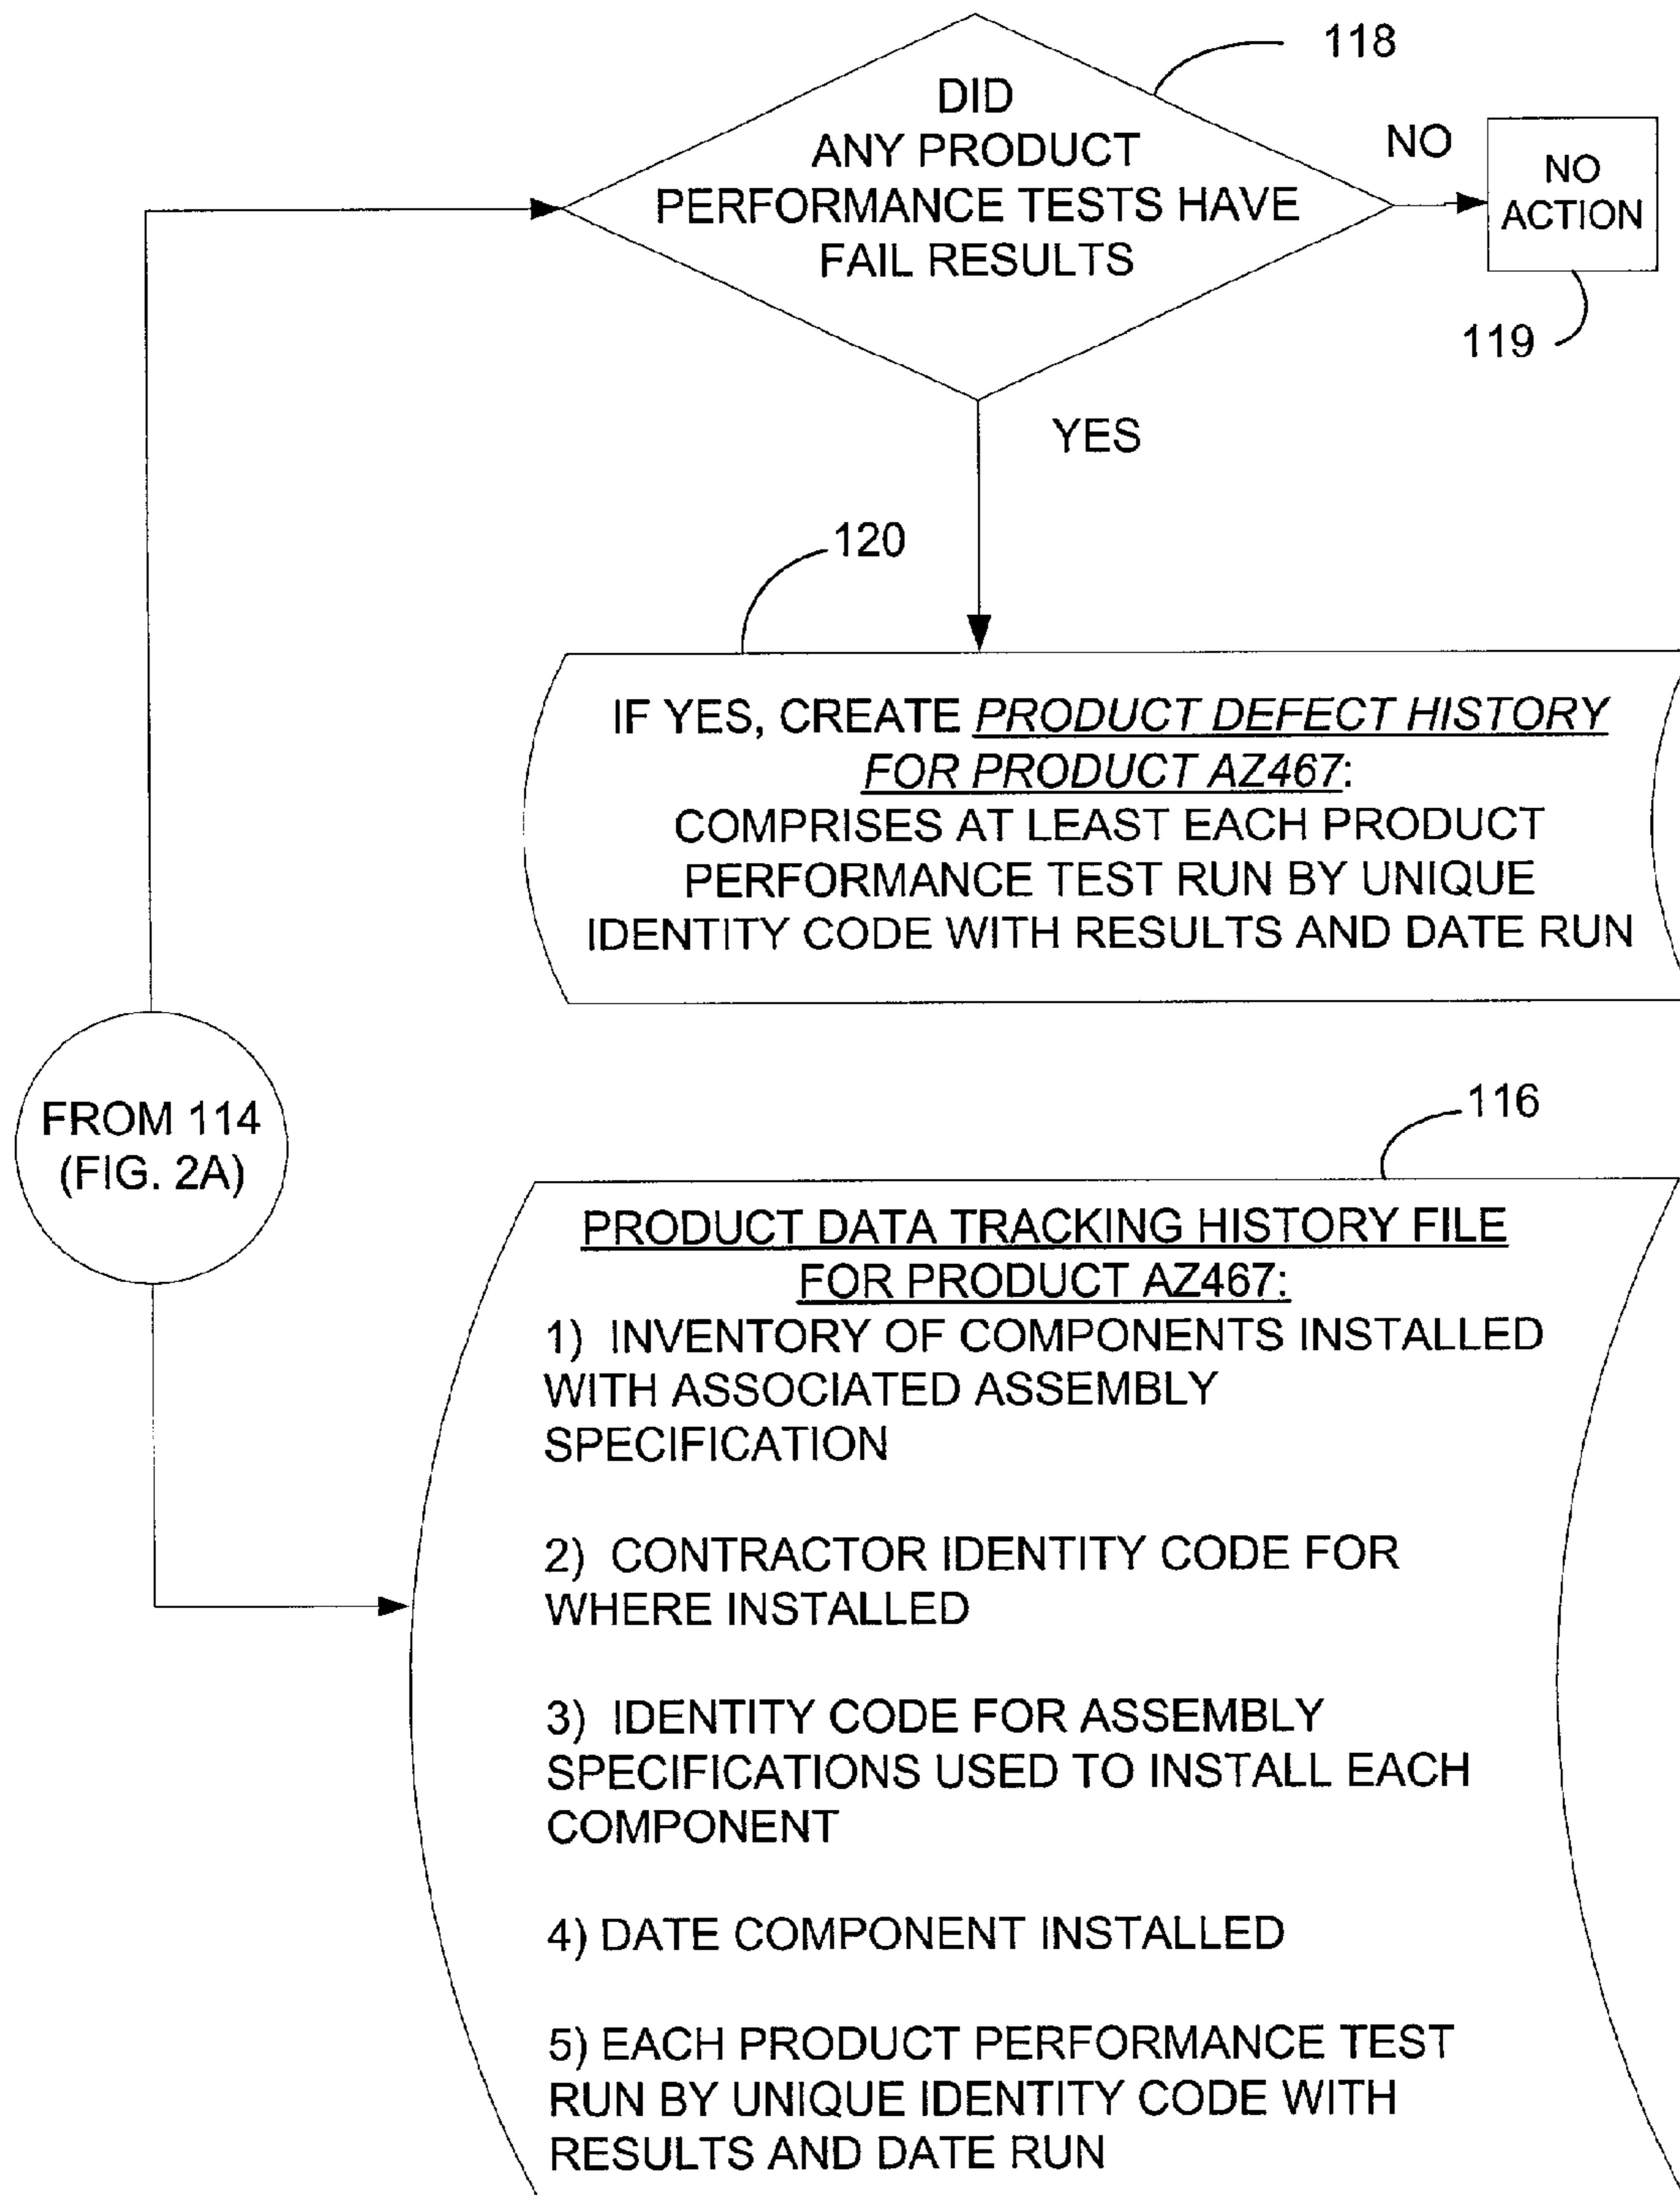 118
DID
ANY PRODUCT
PERFORMANCE TESTS HAVE
FAIL RESULTS
NO
NO
ACTION
119
YES
120
IF YES, CREATE PRODUCT DEFECT HISTORY
FOR PRODUCT AZ467:
COMPRISES AT LEAST EACH PRODUCT
PERFORMANCE TEST RUN BY UNIQUE
IDENTITY CODE WITH RESULTS AND DATE RUN
FROM 114
(FIG. 2A)
116
PRODUCT DATA TRACKING HISTORY FILE
FOR PRODUCT AZ467:
1) INVENTORY OF COMPONENTS INSTALLED
WITH ASSOCIATED ASSEMBLY
SPECIFICATION
2) CONTRACTOR IDENTITY CODE FOR
WHERE INSTALLED
3) IDENTITY CODE FOR ASSEMBLY
SPECIFICATIONS USED TO INSTALL EACH
COMPONENT
4) DATE COMPONENT INSTALLED
5) EACH PRODUCT PERFORMANCE TEST
RUN BY UNIQUE IDENTITY CODE WITH
RESULTS AND DATE RUN